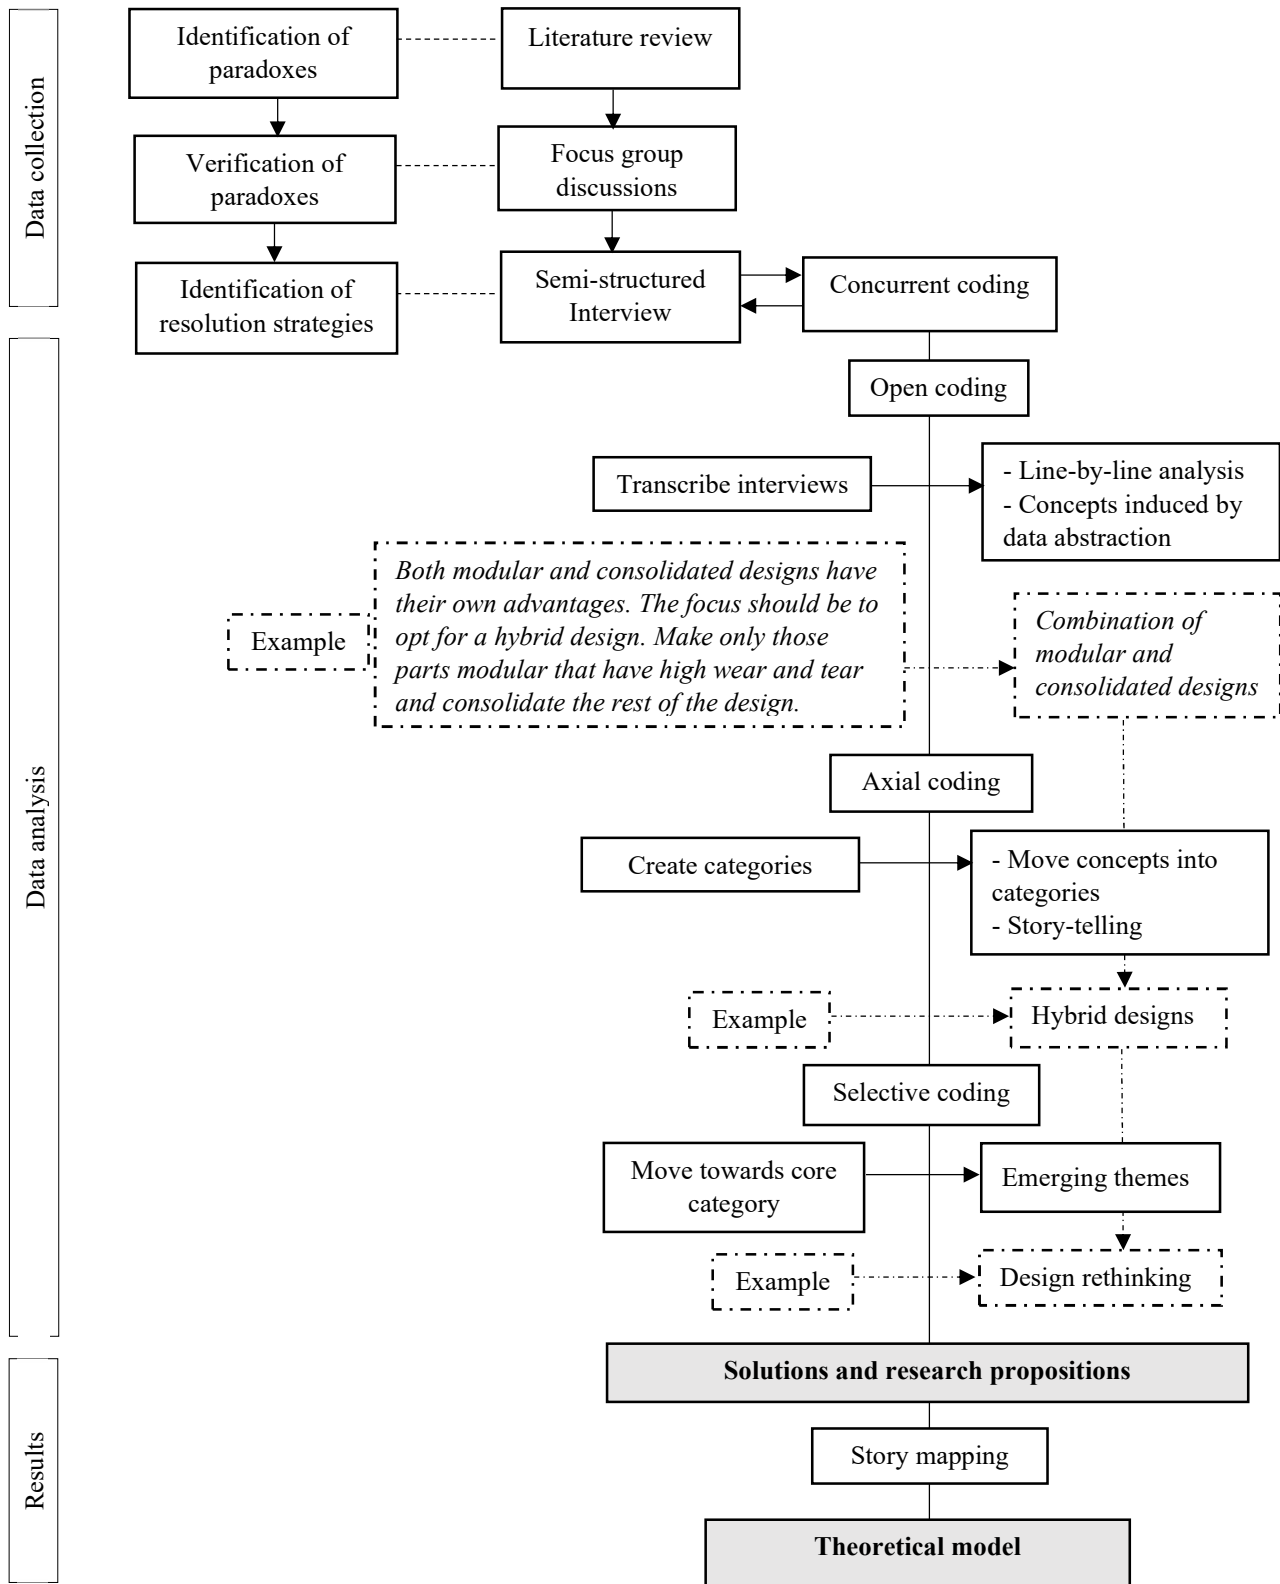 Data collection
Identification of
paradoxes
Literature review
Verification of
paradoxes
Focus group
discussions
Identification of
resolution strategies
Semi-structured
Interview
Concurrent coding
Data analysis
Open coding
Transcribe interviews
- Line-by-line analysis
- Concepts induced by
data abstraction
Example
Both modular and consolidated designs have
their own advantages. The focus should be to
opt for a hybrid design. Make only those
parts modular that have high wear and tear
and consolidate the rest of the design.
Combination of
modular and
consolidated designs
Axial coding
Create categories
- Move concepts into
categories
- Story-telling
Example
Hybrid designs
Selective coding
Move towards core
category
Emerging themes
Example
Design rethinking
Results
Solutions and research propositions
Story mapping
Theoretical model